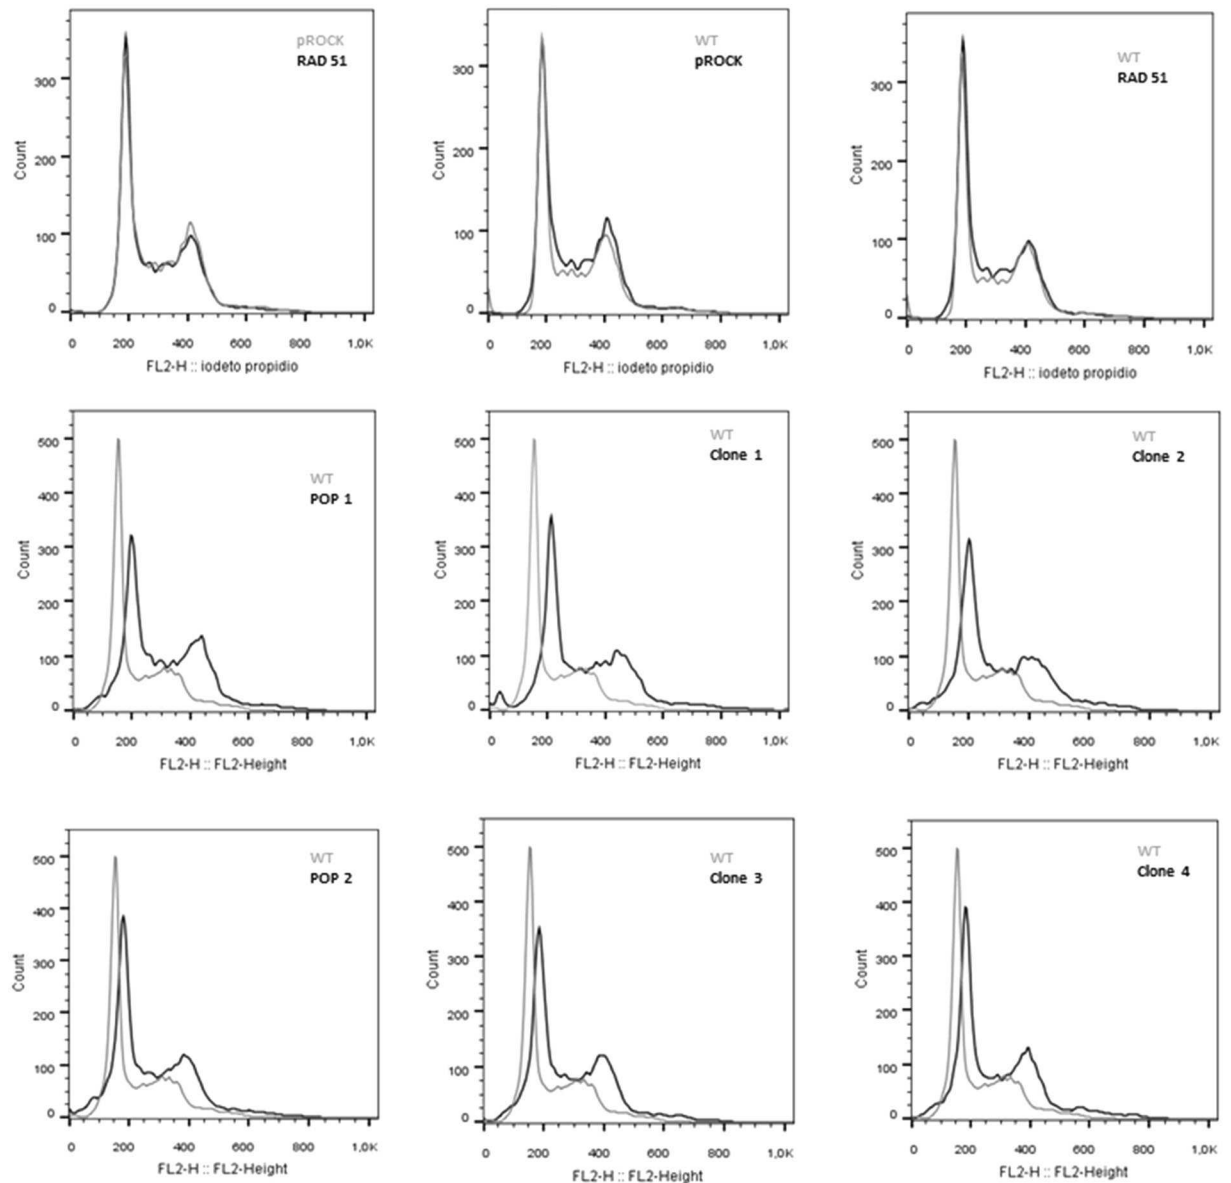 pROCK
RAD 51
300
200
100
0
Count
0 200 400 600 800 1,0K
FL2-H :: iodeto propidio
WT
pROCK
300
200
100
0
Count
0 200 400 600 800 1,0K
FL2-H :: iodeto propidio
WT
RAD 51
300
200
100
0
Count
0 200 400 600 800 1,0K
FL2-H :: iodeto propidio
WT
POP 1
500
400
300
200
100
0
Count
0 200 400 600 800 1,0K
FL2-H :: FL2-Height
WT
Clone 1
500
400
300
200
100
0
Count
0 200 400 600 800 1,0K
FL2-H :: FL2-Height
WT
Clone 2
500
400
300
200
100
0
Count
0 200 400 600 800 1,0K
FL2-H :: FL2-Height
WT
POP 2
500
400
300
200
100
0
Count
0 200 400 600 800 1,0K
FL2-H :: FL2-Height
WT
Clone 3
500
400
300
200
100
0
Count
0 200 400 600 800 1,0K
FL2-H :: FL2-Height
WT
Clone 4
500
400
300
200
100
0
Count
0 200 400 600 800 1,0K
FL2-H :: FL2-Height